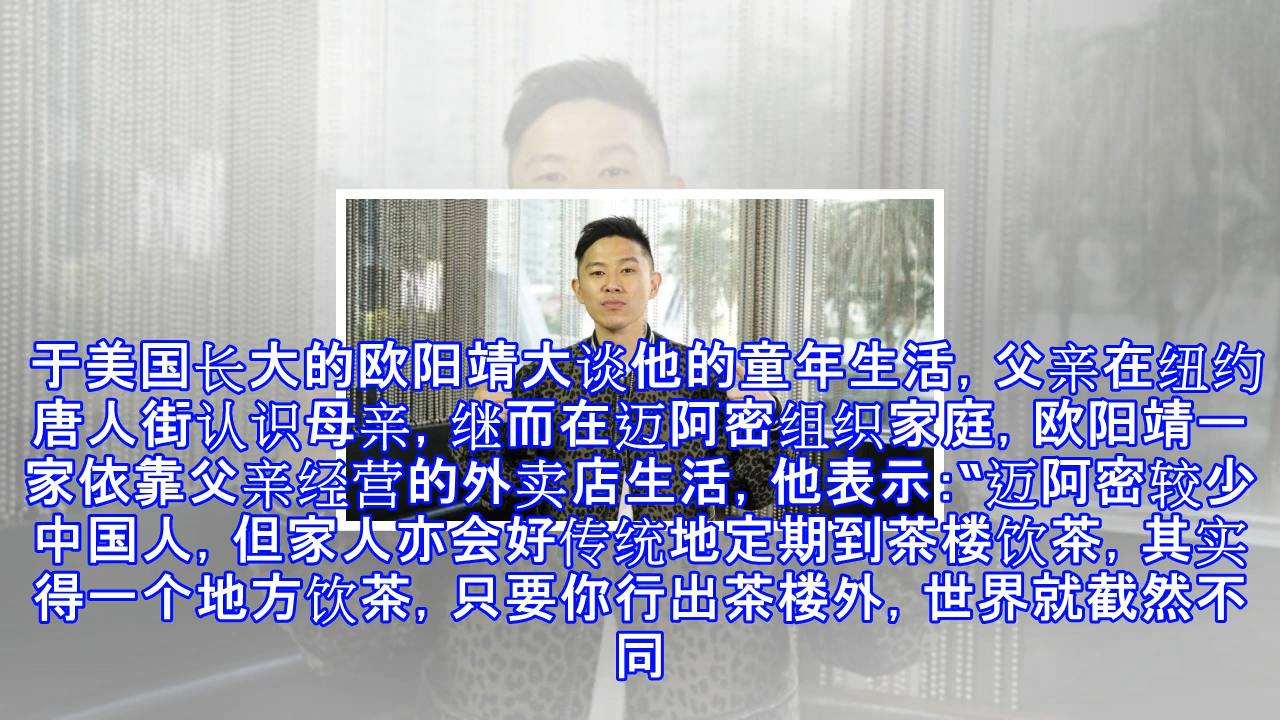 于美国长大的欧阳靖大谈他的童年生活, 父亲在纽约
唐人街认识母亲, 继而在迈阿密组织家庭, 欧阳靖一
家依靠父亲经营的外卖店生活, 他表示:“迈阿密较少
中国人, 但家人亦会好传统地定期到茶楼饮茶, 其实
得一个地方饮茶, 只要你行出茶楼外, 世界就截然不
同